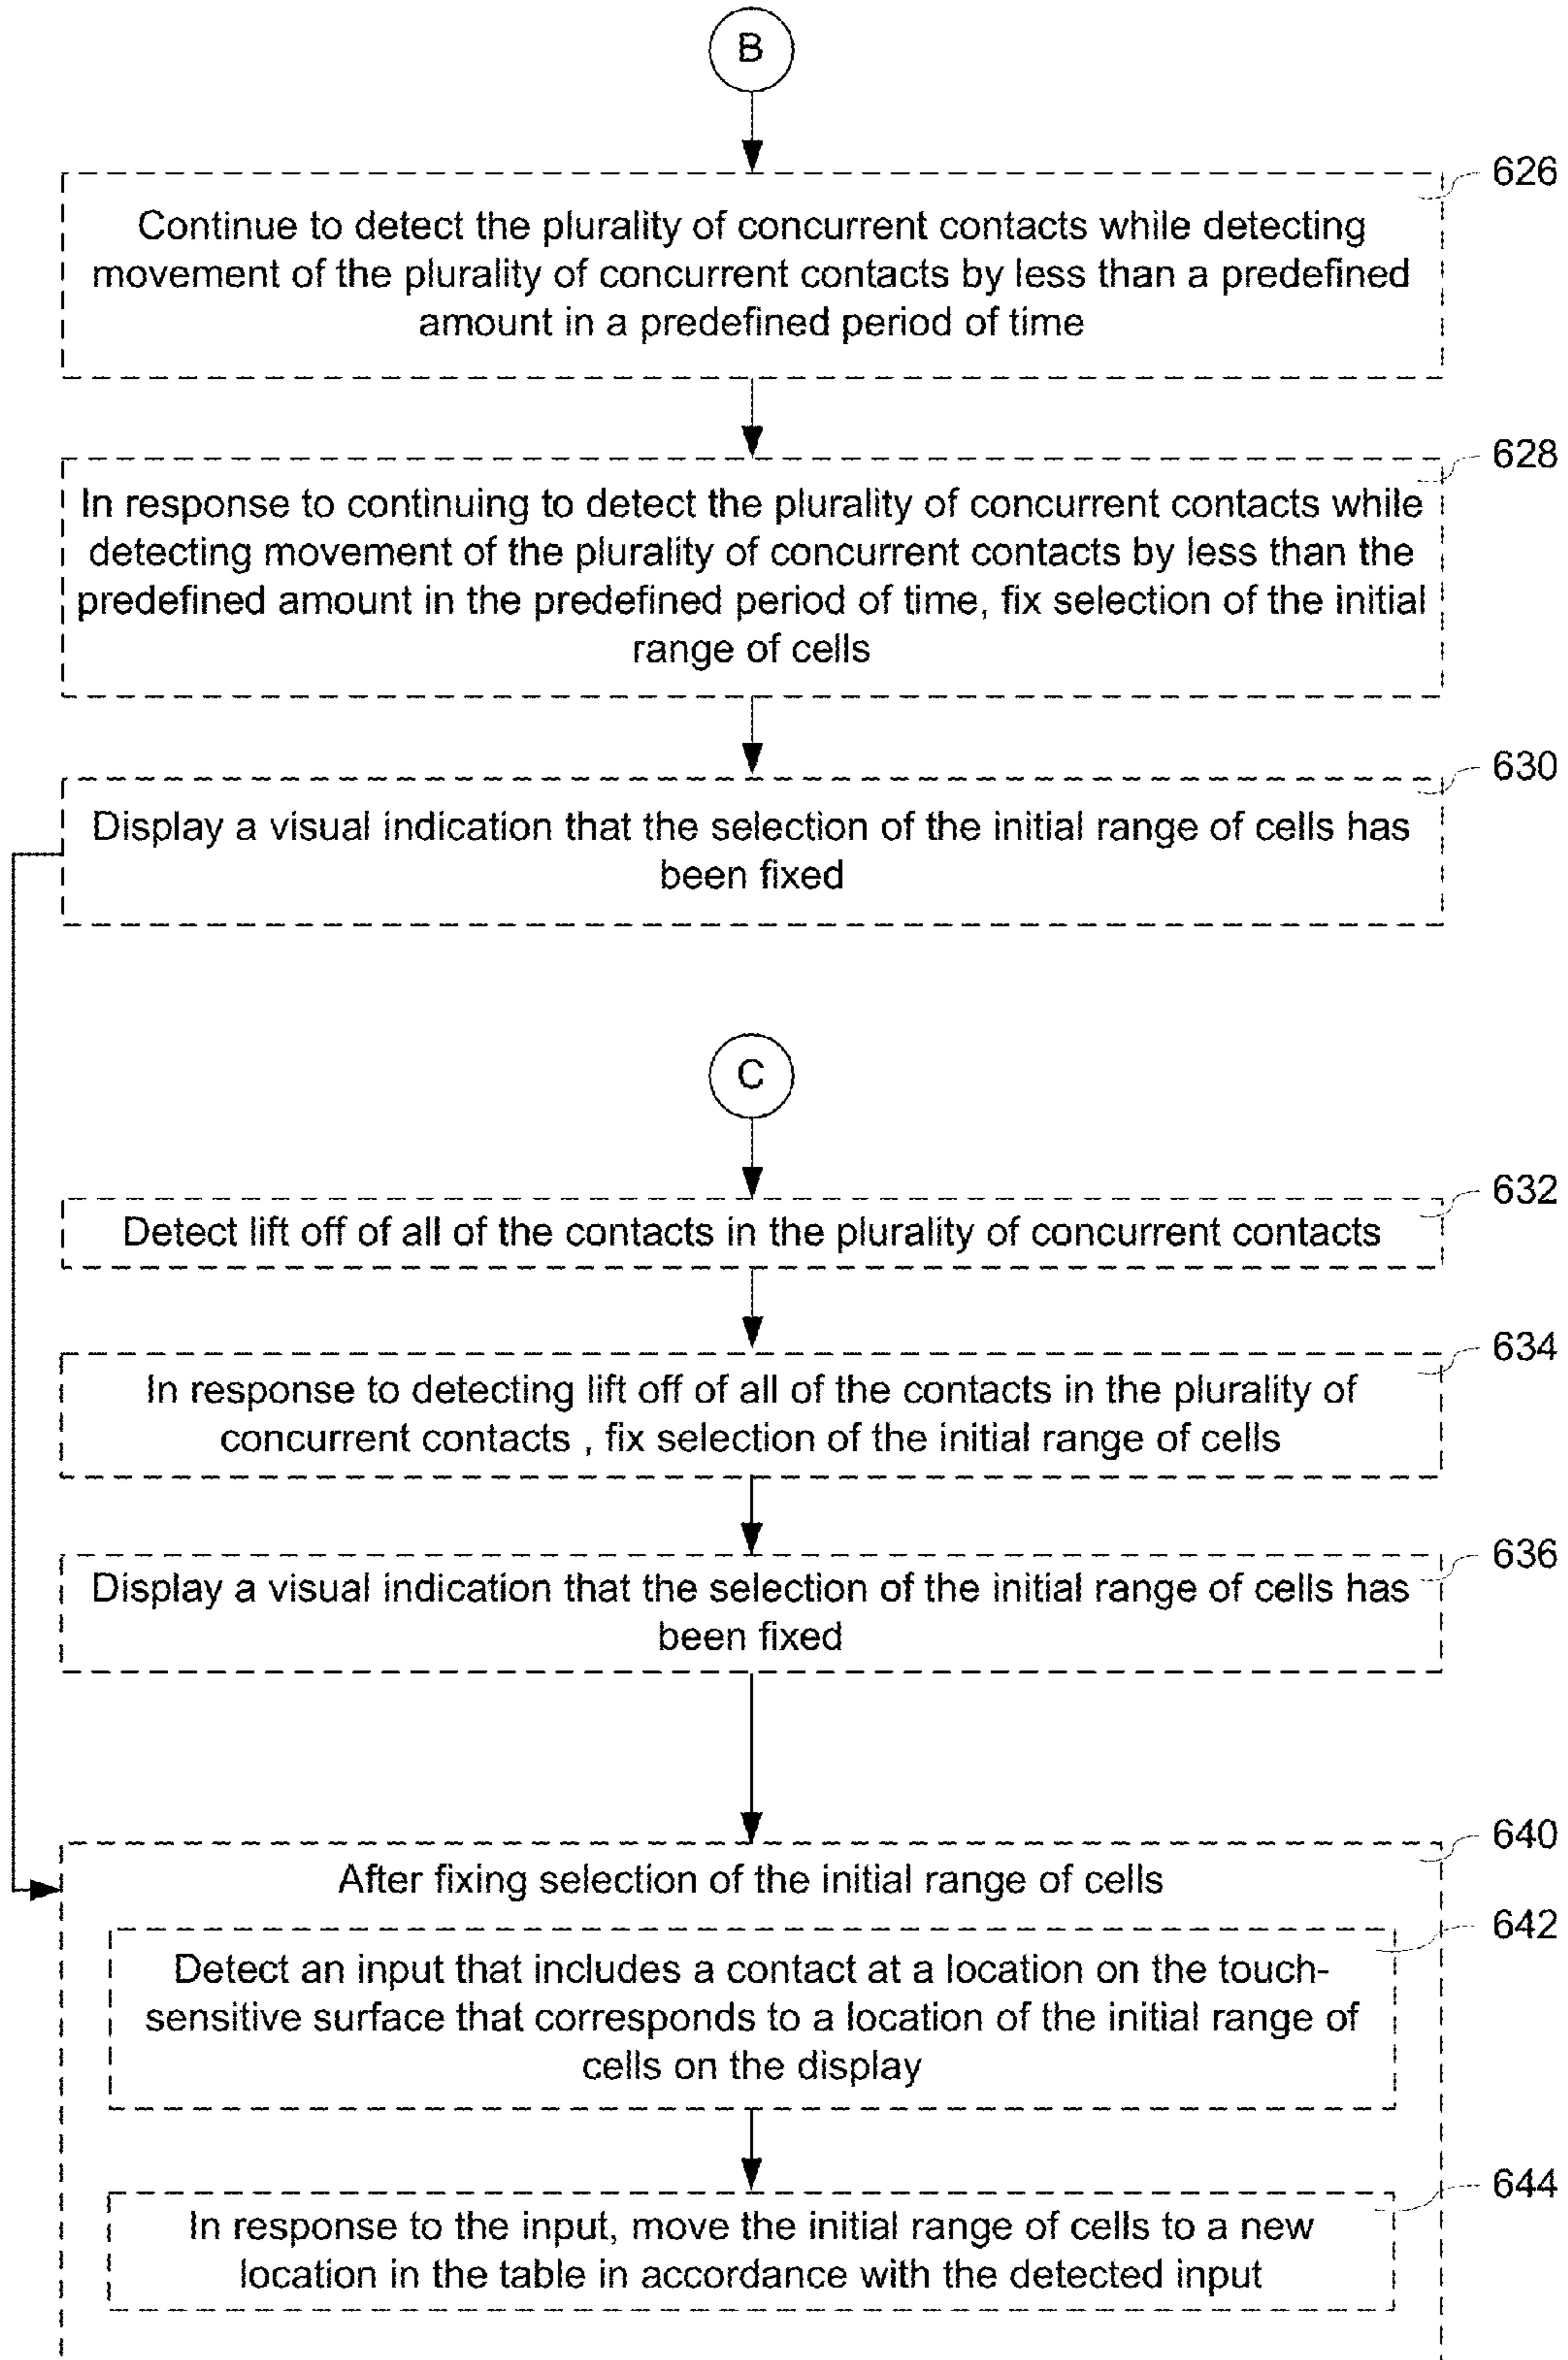 B
626
Continue to detect the plurality of concurrent contacts while detecting
movement of the plurality of concurrent contacts by less than a predefined
amount in a predefined period of time
628
In response to continuing to detect the plurality of concurrent contacts while
detecting movement of the plurality of concurrent contacts by less than the
predefined amount in the predefined period of time, fix selection of the initial
range of cells
630
Display a visual indication that the selection of the initial range of cells has
been fixed
C
632
Detect lift off of all of the contacts in the plurality of concurrent contacts
634
In response to detecting lift off of all of the contacts in the plurality of
concurrent contacts , fix selection of the initial range of cells
636
Display a visual indication that the selection of the initial range of cells has
been fixed
640
After fixing selection of the initial range of cells
642
Detect an input that includes a contact at a location on the touch-
sensitive surface that corresponds to a location of the initial range of
cells on the display
644
In response to the input, move the initial range of cells to a new
location in the table in accordance with the detected input